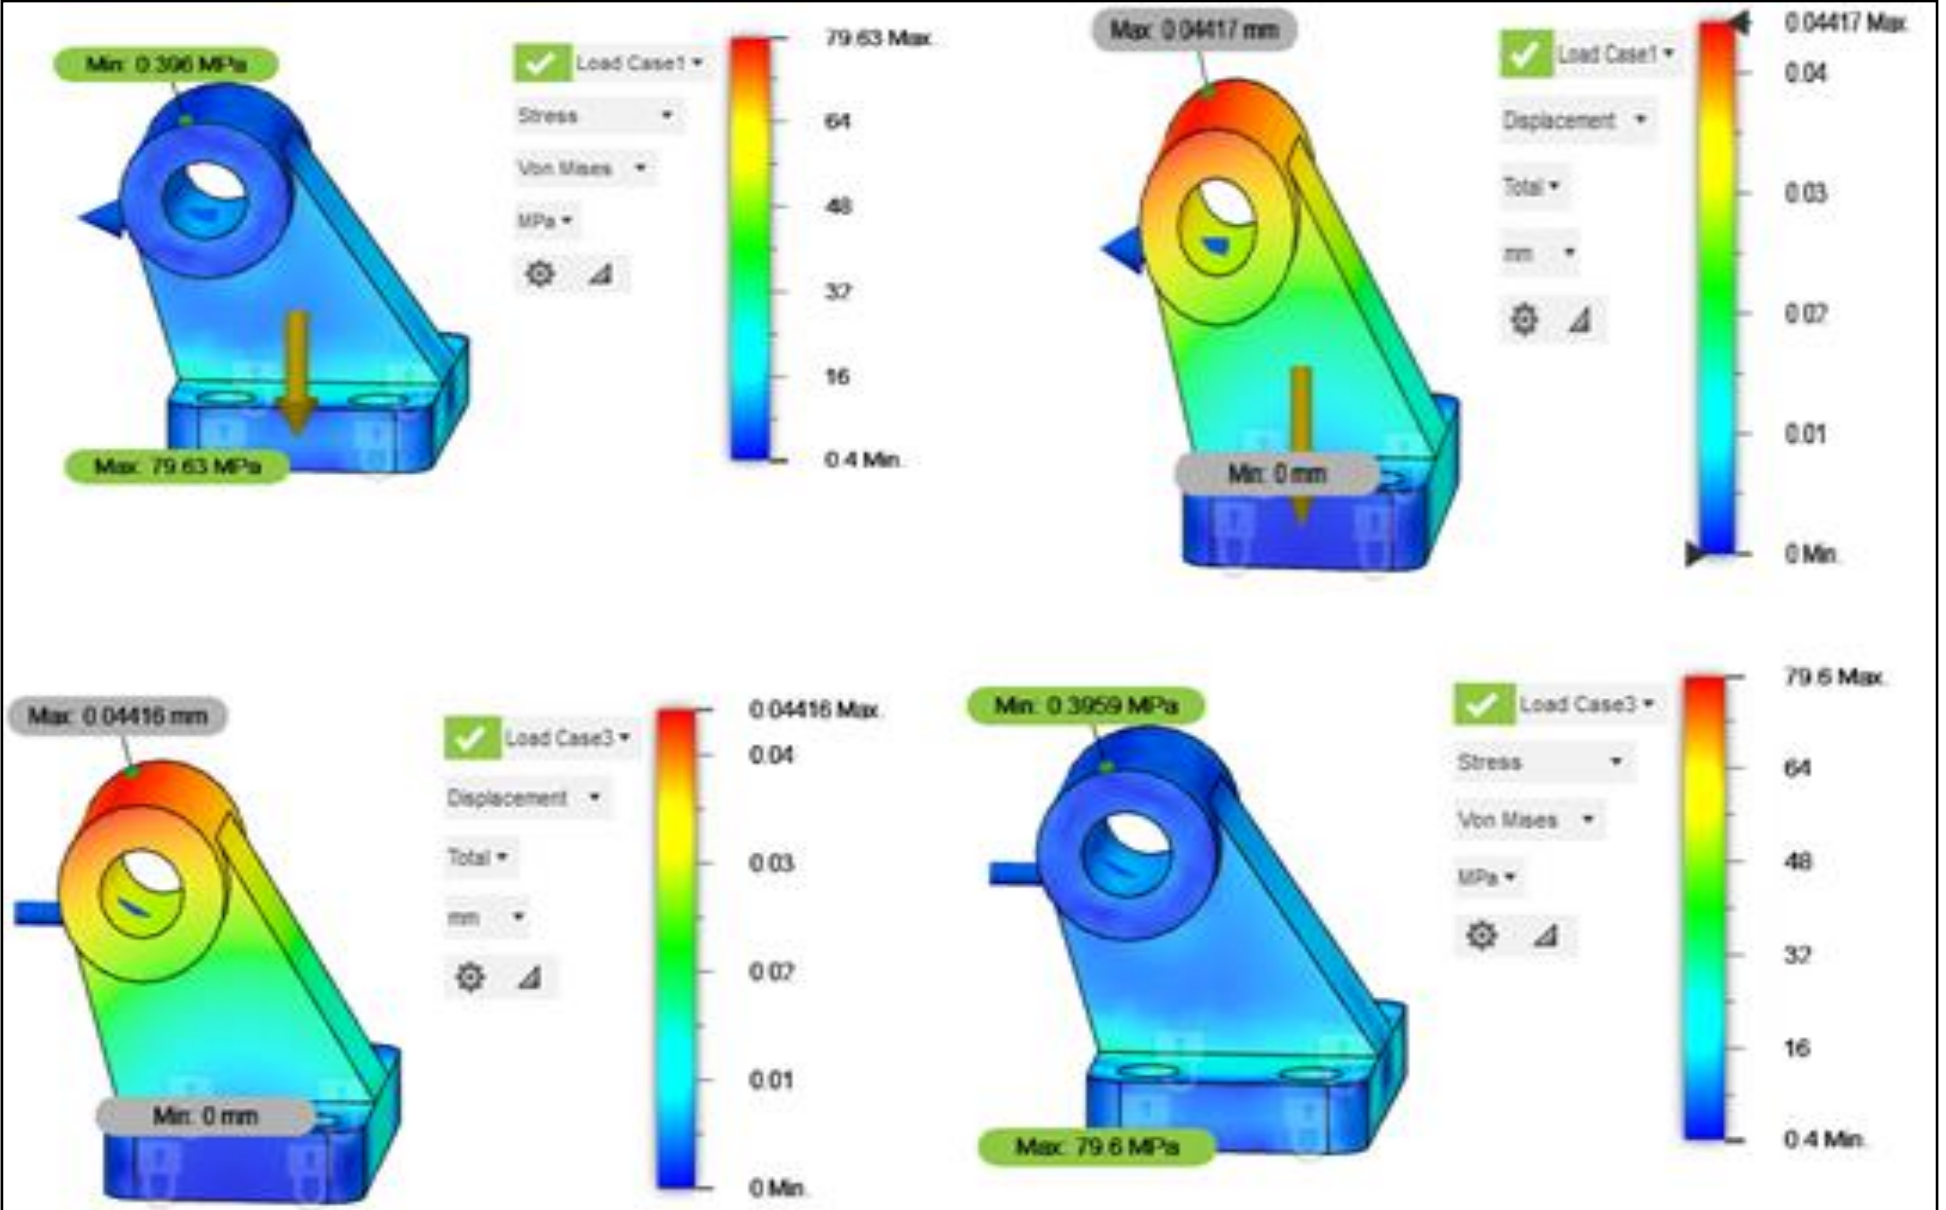 Min: 0.396 MPa
Load Case1
Stress
Von Mises
MPa
Max: 79.63 MPa
79.63 Max.
64
48
32
16
0.4 Min.
Max: 0.04417 mm
Load Case1
Displacement
Total
mm
Min: 0 mm
0.04417 Max.
0.04
0.03
0.02
0.01
0 Min.
Max: 0.04416 mm
Load Case3
Displacement
Total
mm
Min: 0 mm
0.04416 Max.
0.04
0.03
0.02
0.01
0 Min.
Min: 0.3959 MPa
Load Case3
Stress
Von Mises
MPa
Max: 79.6 MPa
79.6 Max.
64
48
32
16
0.4 Min.